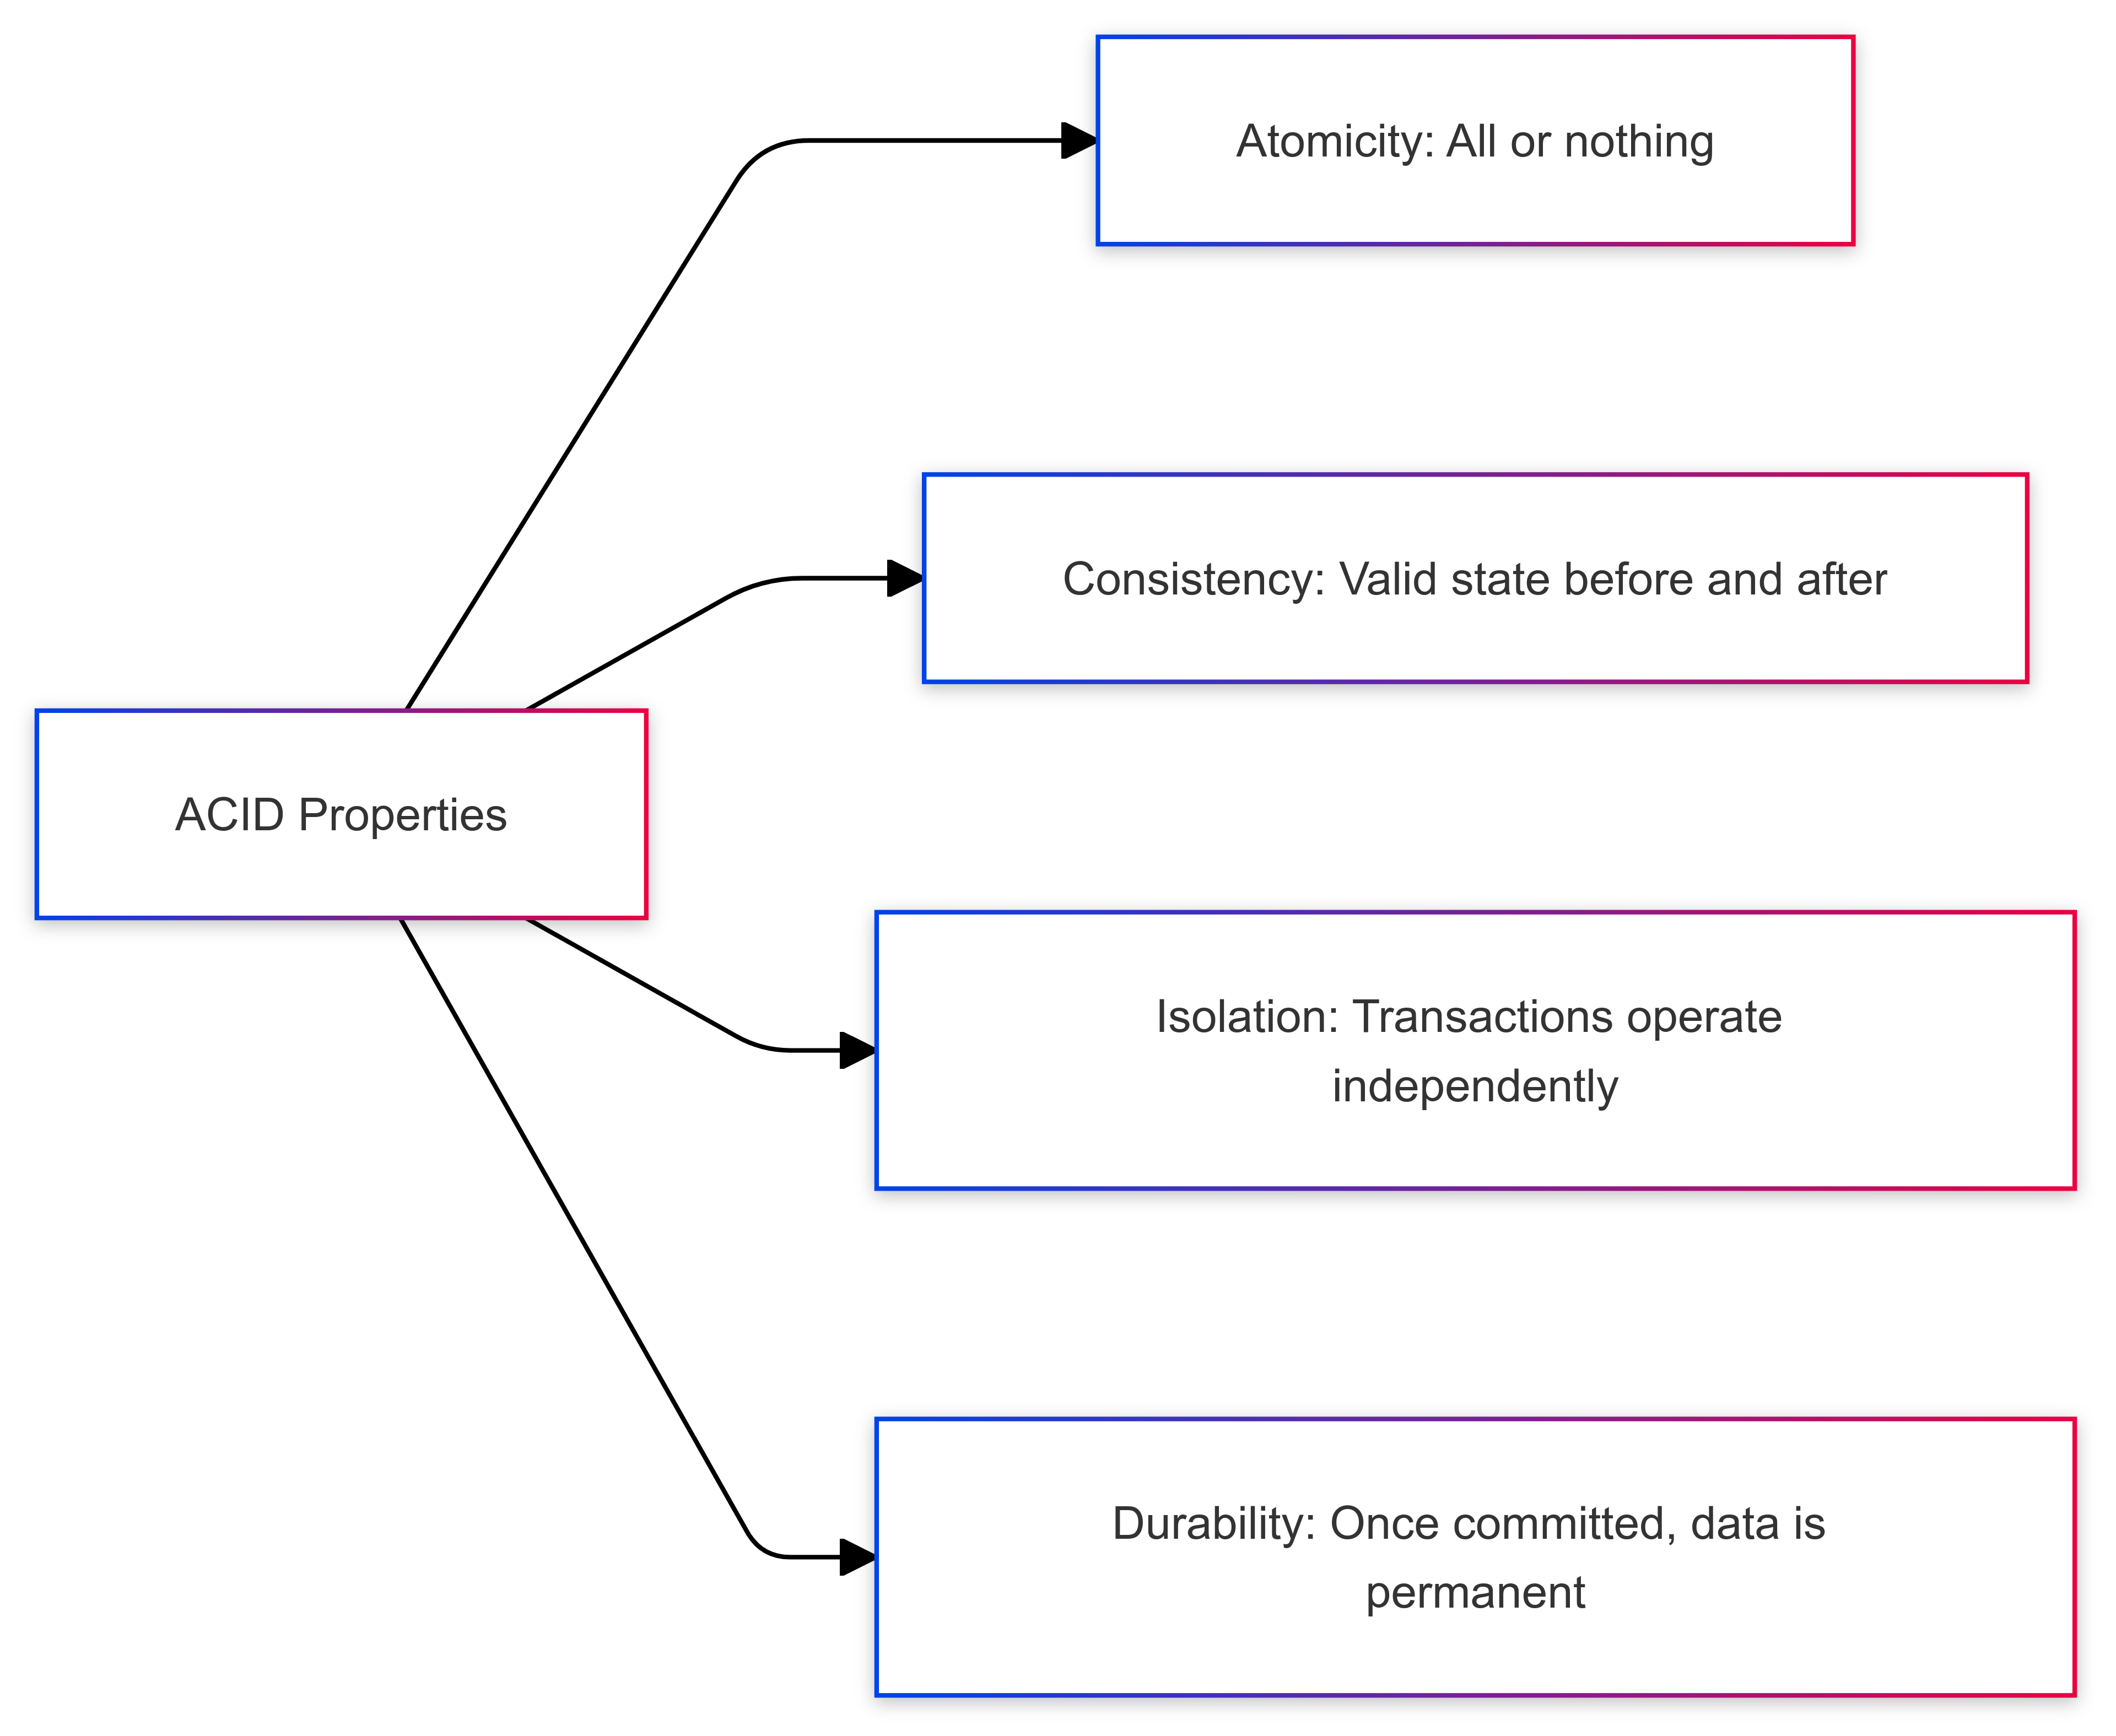 Atomicity: All or nothing
Consistency: Valid state before and after
ACID Properties
Isolation: Transactions operate
independently
Durability: Once committed, data is
permanent